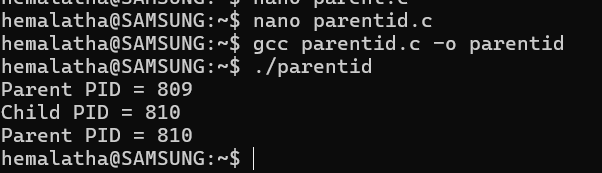 hemalatha@SAMSUNG:~$ nano parent.c
hemalatha@SAMSUNG:~$ nano parentid.c
hemalatha@SAMSUNG:~$ gcc parentid.c -o parentid
hemalatha@SAMSUNG:~$ ./parentid
Parent PID = 809
Child PID = 810
Parent PID = 810
hemalatha@SAMSUNG:~$